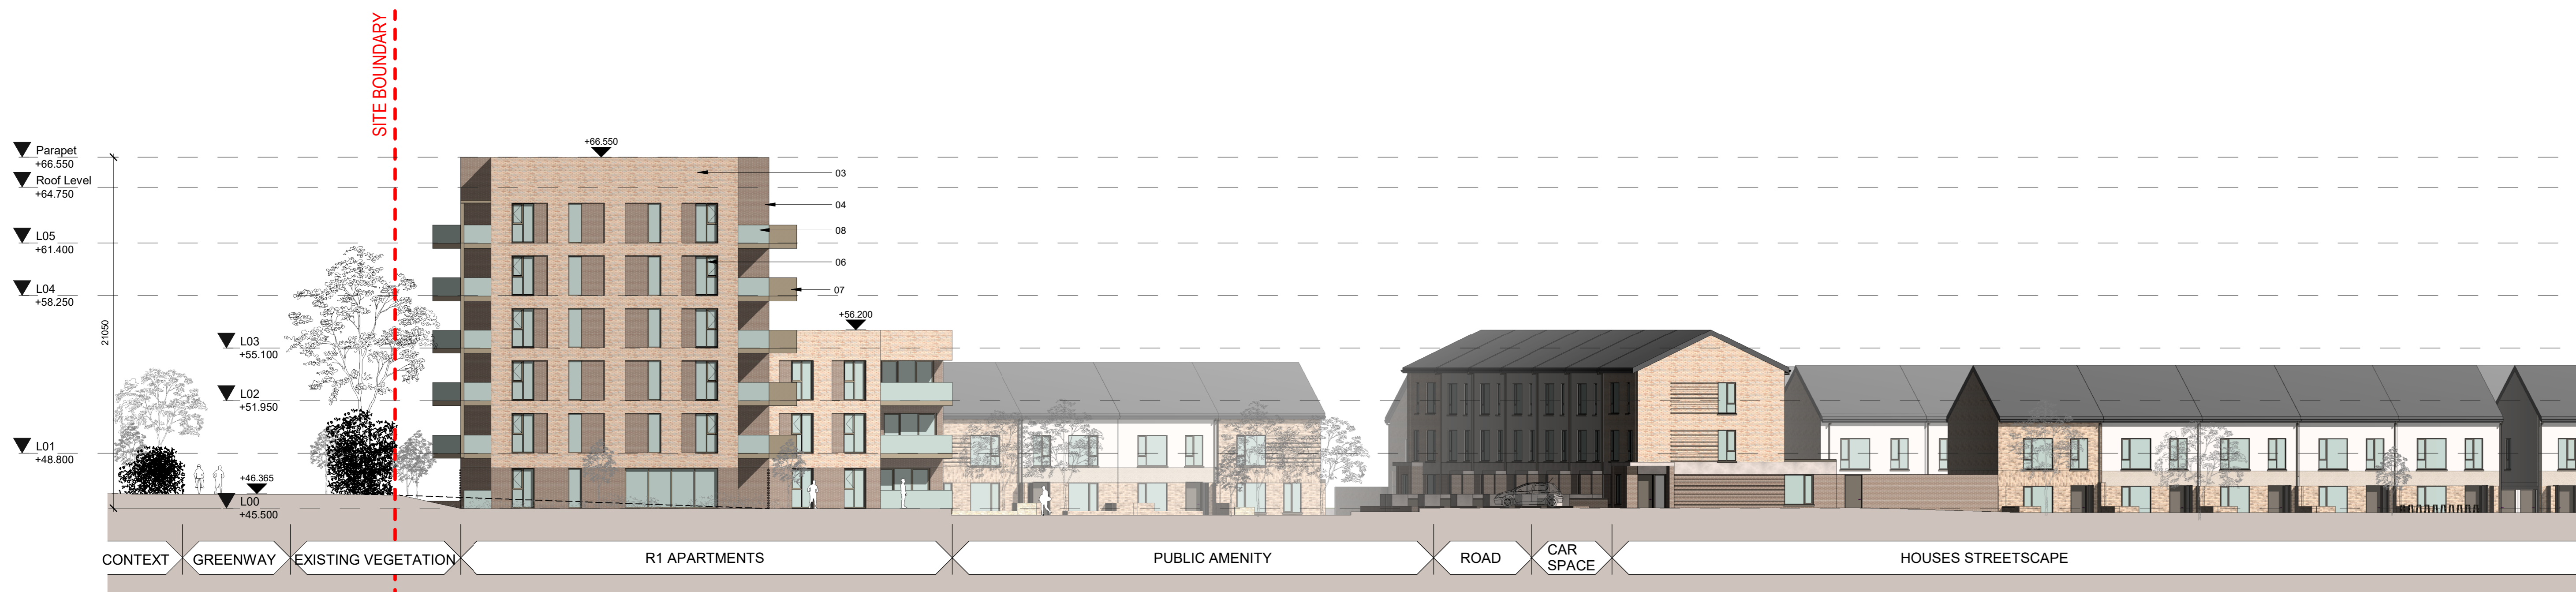 SITE BOUNDARY
Parapet
+66.550
Roof Level
+64.750
L05
+61.400
L04
+58.250
L03
+55.100
L02
+51.950
L01
+48.800
+46.365
L00
+45.500
21050
+66.550
03
04
08
06
07
+56.200
CONTEXT
GREENWAY
EXISTING VEGETATION
R1 APARTMENTS
PUBLIC AMENITY
ROAD
CAR
SPACE
HOUSES STREETSCAPE